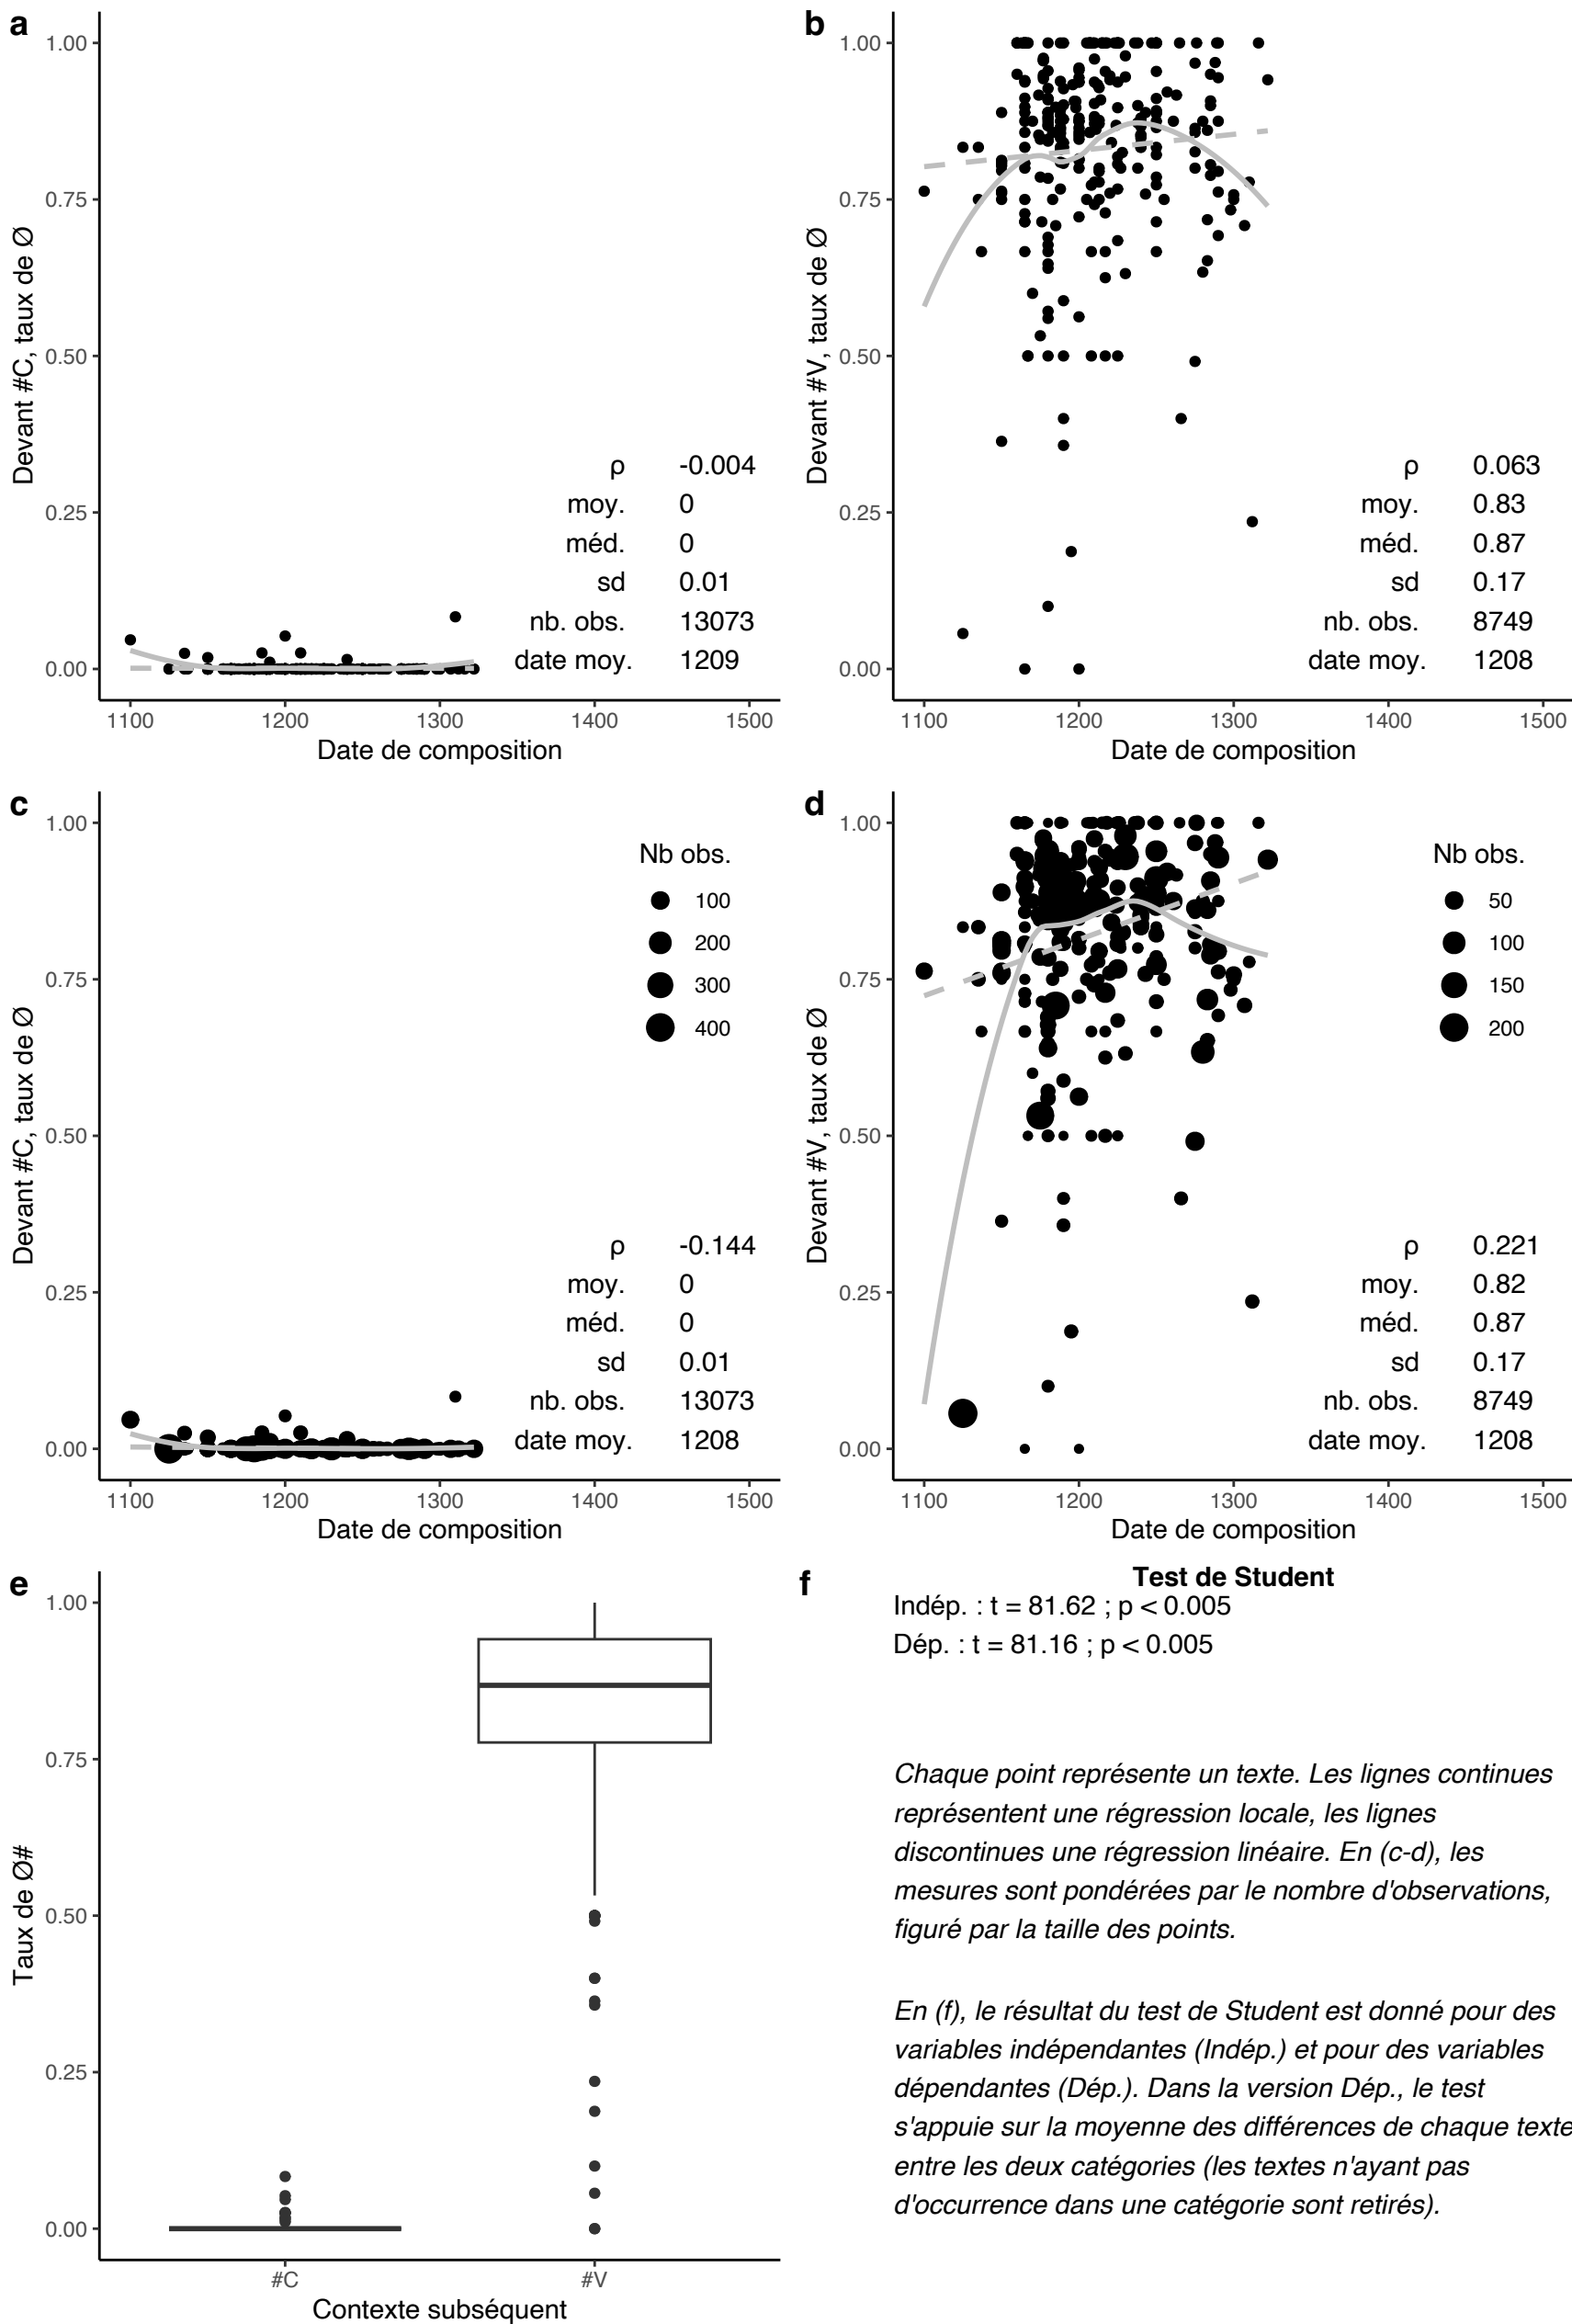 a
1.00
0.75
0.50
0.25
0.00
Devant #C, taux de Ø
ρ -0.004
moy. 0
méd. 0
sd 0.01
nb. obs. 13073
date moy. 1209
1100 1200 1300 1400 1500
Date de composition
b
1.00
0.75
0.50
0.25
0.00
Devant #V, taux de Ø
ρ 0.063
moy. 0.83
méd. 0.87
sd 0.17
nb. obs. 8749
date moy. 1208
1100 1200 1300 1400 1500
Date de composition
c
1.00
0.75
0.50
0.25
0.00
Devant #C, taux de Ø
Nb obs.
100
200
300
400
ρ -0.144
moy. 0
méd. 0
sd 0.01
nb. obs. 13073
date moy. 1208
1100 1200 1300 1400 1500
Date de composition
d
1.00
0.75
0.50
0.25
0.00
Devant #V, taux de Ø
Nb obs.
50
100
150
200
ρ 0.221
moy. 0.82
méd. 0.87
sd 0.17
nb. obs. 8749
date moy. 1208
1100 1200 1300 1400 1500
Date de composition
e
1.00
0.75
0.50
0.25
0.00
Taux de Ø#
#C #V
Contexte subséquent
f
Test de Student
Indép. : t = 81.62 ; p < 0.005
Dép. : t = 81.16 ; p < 0.005
Chaque point représente un texte. Les lignes continues
représentent une régression locale, les lignes
discontinues une régression linéaire. En (c-d), les
mesures sont pondérées par le nombre d'observations,
figuré par la taille des points.
En (f), le résultat du test de Student est donné pour des
variables indépendantes (Indép.) et pour des variables
dépendantes (Dép.). Dans la version Dép., le test
s'appuie sur la moyenne des différences de chaque texte
entre les deux catégories (les textes n'ayant pas
d'occurrence dans une catégorie sont retirés).